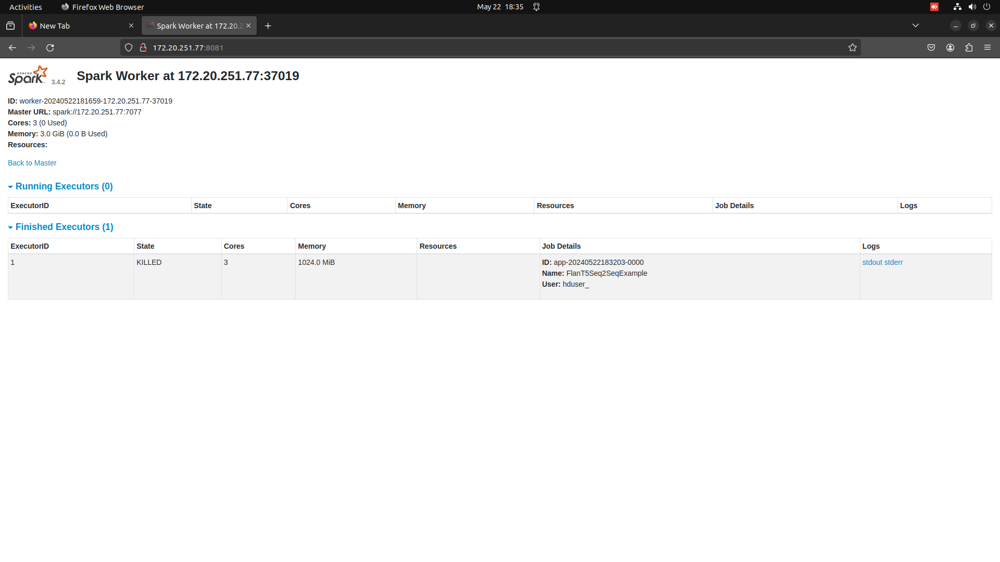 Activities Firefox Web Browser May 22 18:35
New Tab Spark Worker at 172.20.2
172.20.251.77:8081
APACHE Spark 3.4.2 Spark Worker at 172.20.251.77:37019
ID: worker-20240522181659-172.20.251.77-37019
Master URL: spark://172.20.251.77:7077
Cores: 3 (0 Used)
Memory: 3.0 GiB (0.0 B Used)
Resources:
Back to Master
Running Executors (0)
ExecutorID State Cores Memory Resources Job Details Logs
Finished Executors (1)
ExecutorID State Cores Memory Resources Job Details Logs
1 KILLED 3 1024.0 MiB ID: app-20240522183203-0000 stdout stderr
Name: FlanT5Seq2SeqExample
User: hduser_